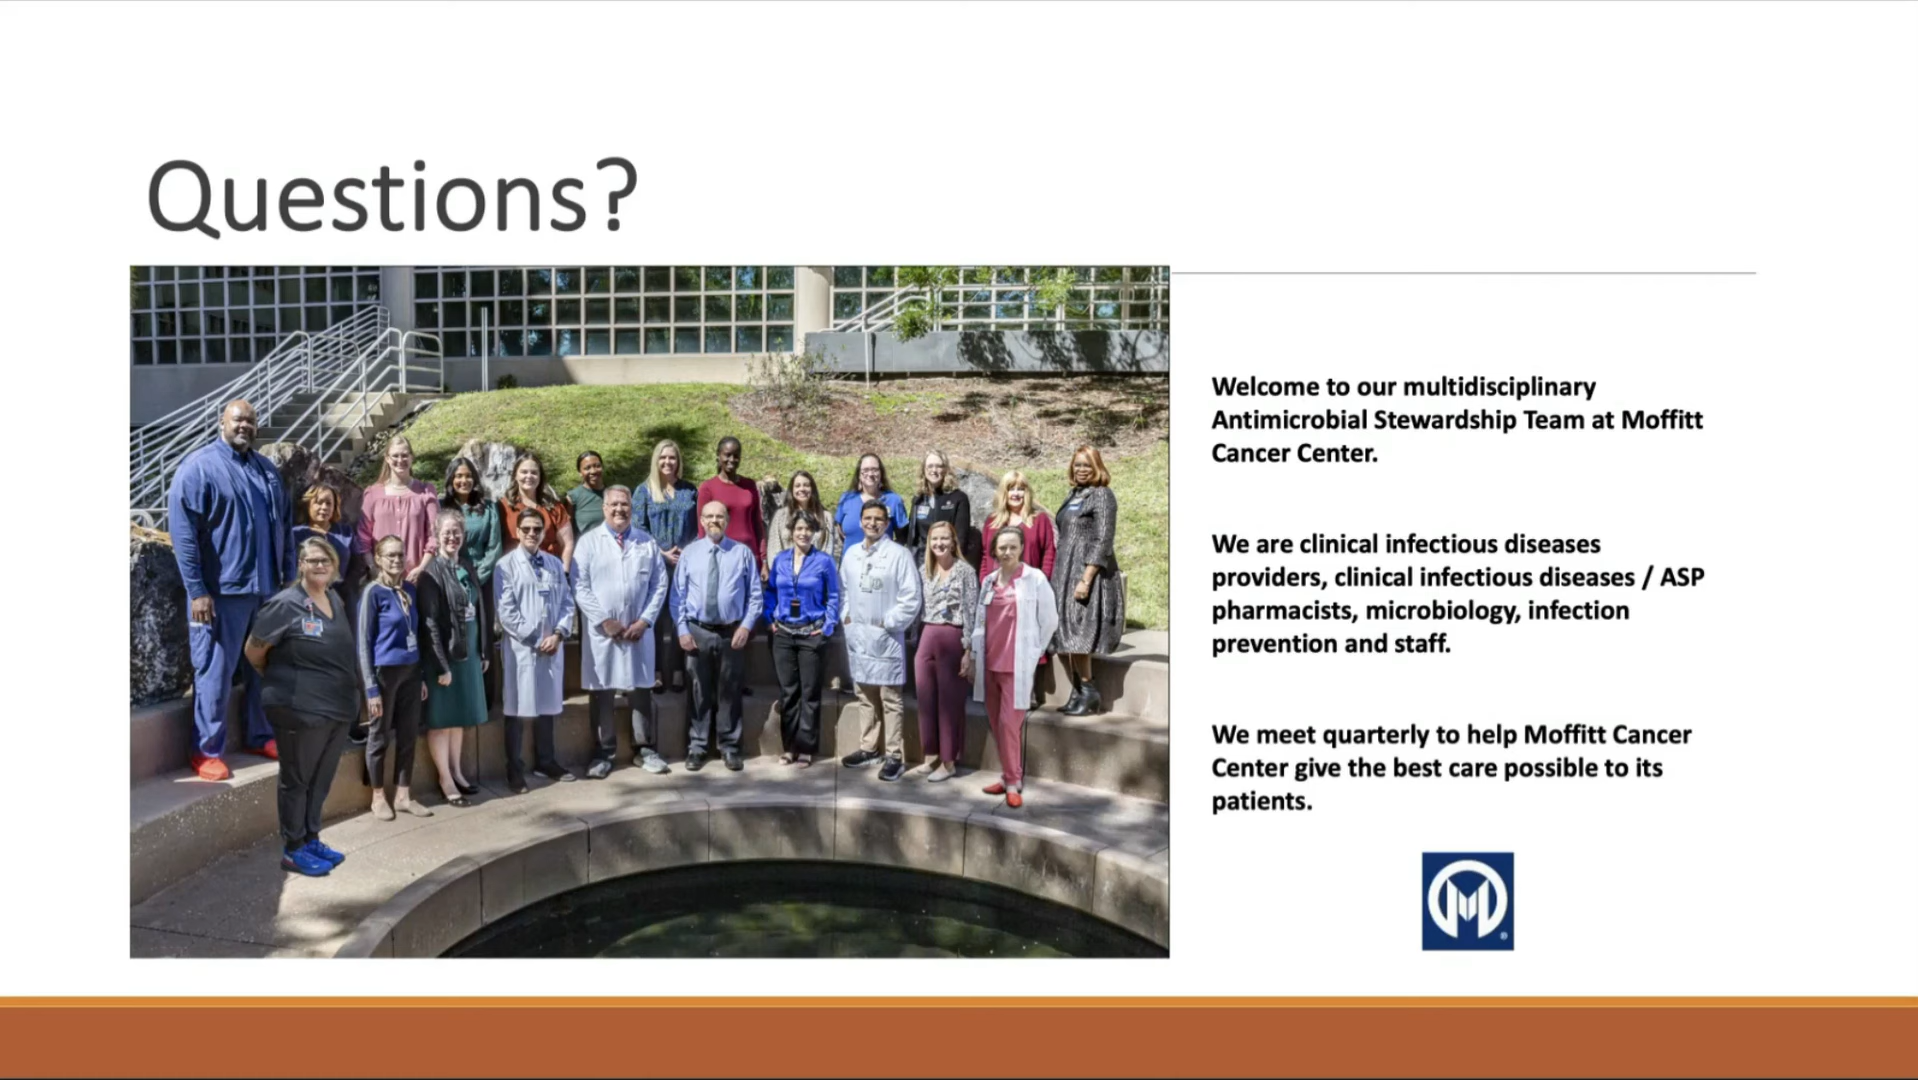 Questions?
Welcome to our multidisciplinary
Antimicrobial Stewardship Team at Moffitt
Cancer Center.
We are clinical infectious diseases
providers, clinical infectious diseases / ASP
pharmacists, microbiology, infection
prevention and staff.
We meet quarterly to help Moffitt Cancer
Center give the best care possible to its
patients.
M
®